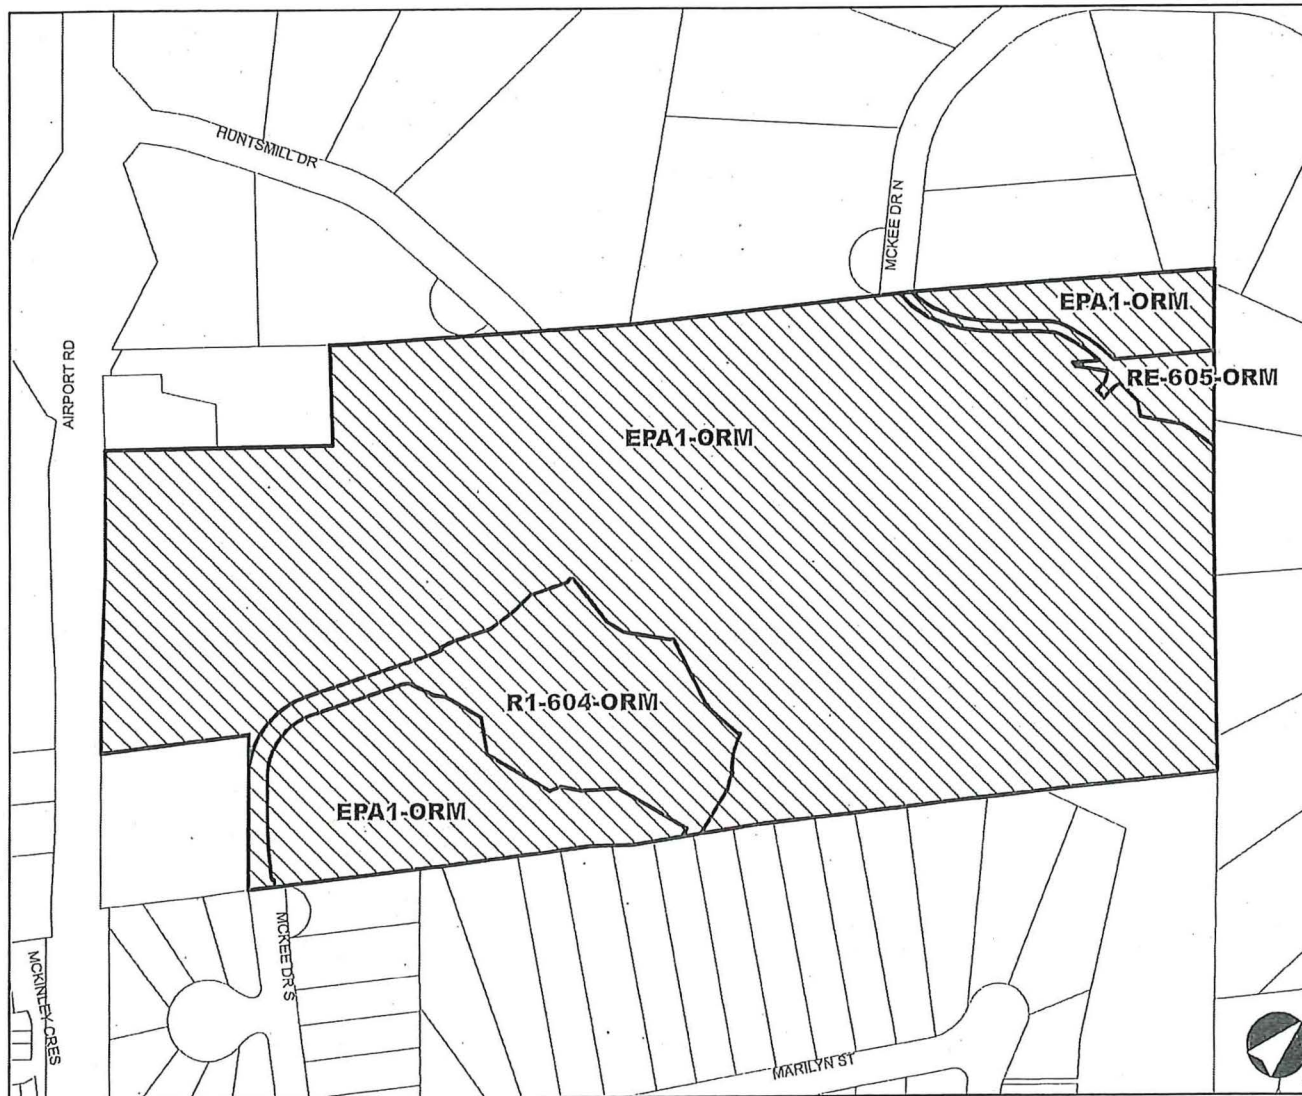 HUNTSMILL DR
MCKEE DR N
EPA1-ORM
AIRPORT RD
RE-605-ORM
EPA1-ORM
R1-604-ORM
EPA1-ORM
MCKEE DR S
MCKINLEY CRES
MARILYN ST